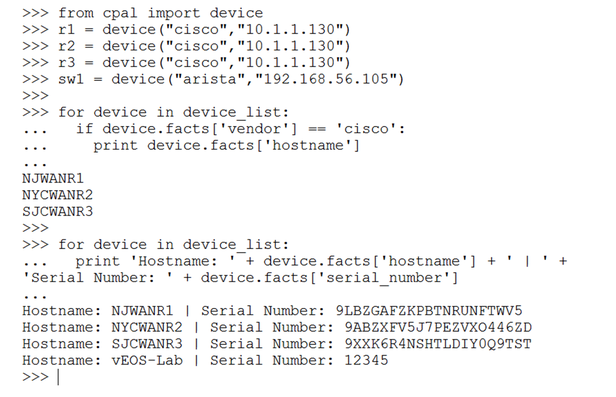 >>> from cpal import device
>>> r1 = device("cisco","10.1.1.130")
>>> r2 = device("cisco","10.1.1.130")
>>> r3 = device("cisco","10.1.1.130")
>>> sw1 = device("arista","192.168.56.105")
>>>
>>> for device in device_list:
...   if device.facts['vendor'] == 'cisco':
...     print device.facts['hostname']
...
NJWANR1
NYCWANR2
SJCWANR3
>>>
>>> for device in device_list:
...   print 'Hostname: ' + device.facts['hostname'] + ' | ' +
'Serial Number: ' + device.facts['serial_number']
...
Hostname: NJWANR1 | Serial Number: 9LBZGAFZKPBTNRUNFTWV5
Hostname: NYCWANR2 | Serial Number: 9ABZXFV5J7PEZVXO446ZD
Hostname: SJCWANR3 | Serial Number: 9XXK6R4NSHTLDIY0Q9TST
Hostname: vEOS-Lab | Serial Number: 12345
>>>